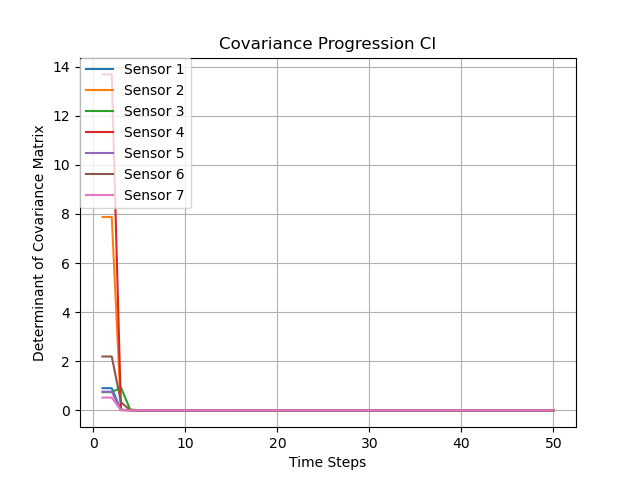 Covariance Progression CI
Determinant of Covariance Matrix
14
12
10
8
6
4
2
0
Sensor 1
Sensor 2
Sensor 3
Sensor 4
Sensor 5
Sensor 6
Sensor 7
0 10 20 30 40 50
Time Steps